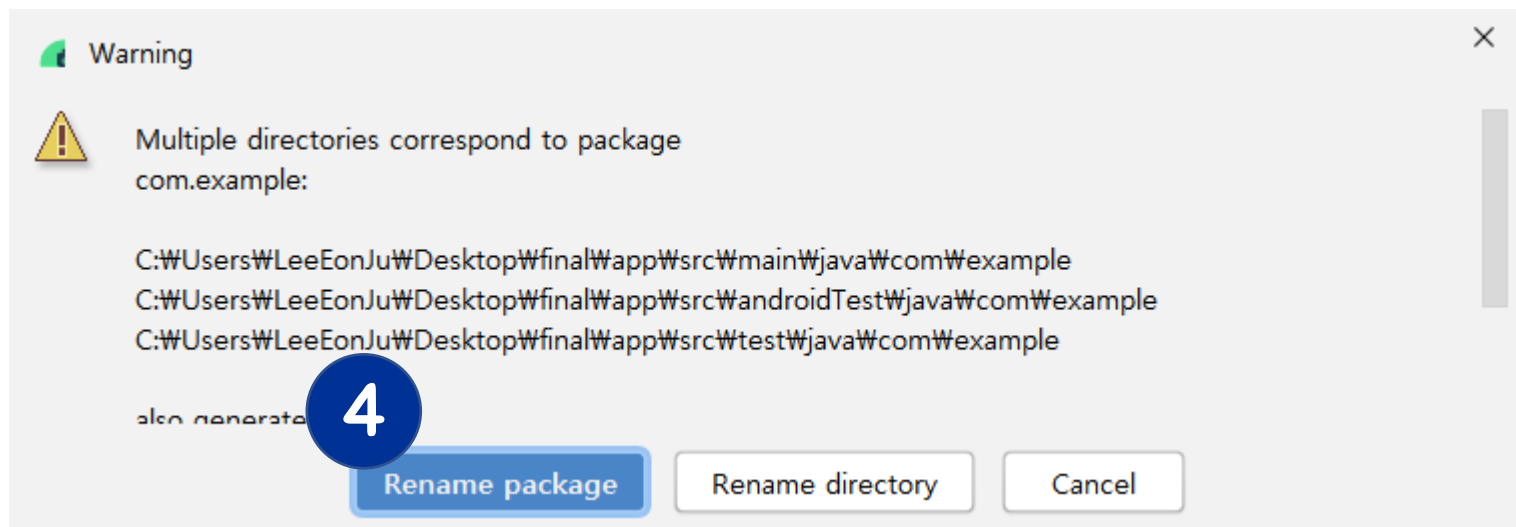 Warning
Multiple directories correspond to package
com.example:
C:₩Users₩LeeEonJu₩Desktop₩final₩app₩src₩main₩java₩com₩example
C:₩Users₩LeeEonJu₩Desktop₩final₩app₩src₩androidTest₩java₩com₩example
C:₩Users₩LeeEonJu₩Desktop₩final₩app₩src₩test₩java₩com₩example
also generate
4
Rename package
Rename directory
Cancel